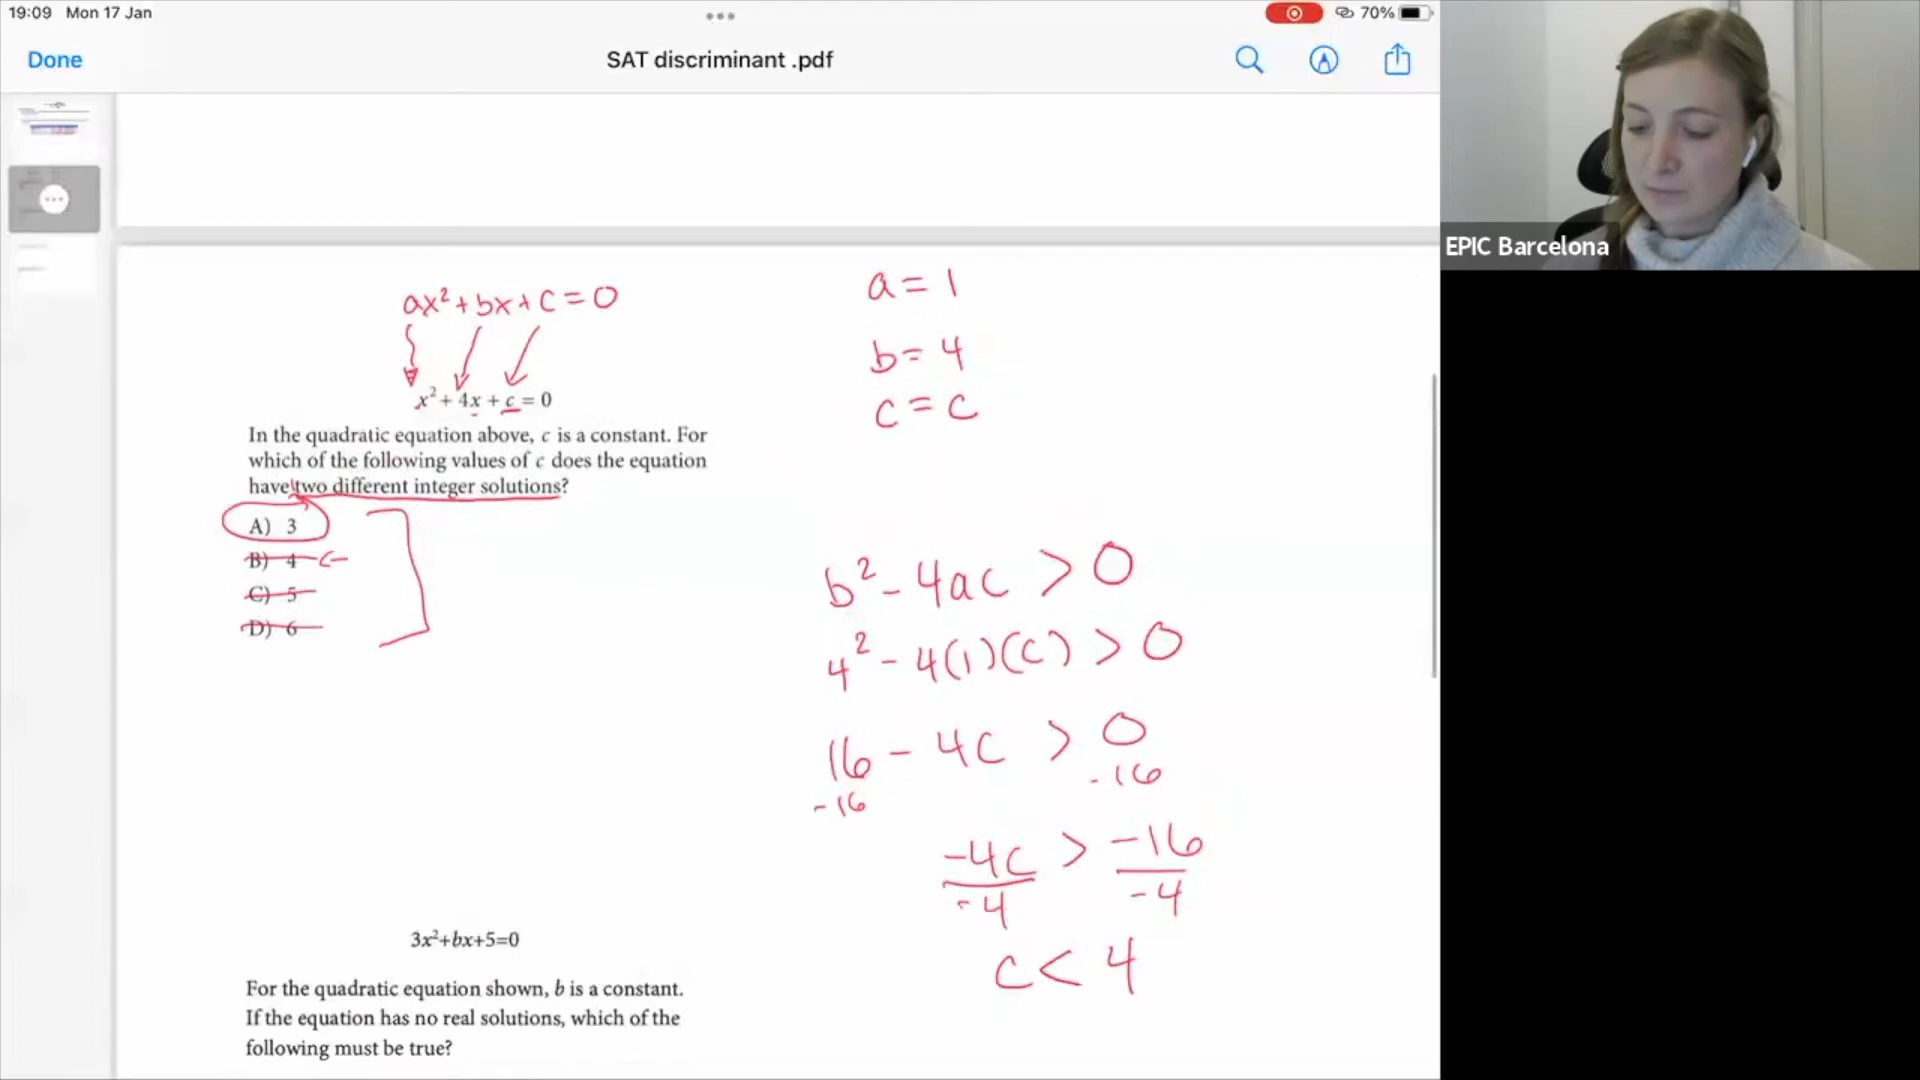 19:09 Mon 17 Jan
70%
Done
SAT discriminant .pdf
EPIC Barcelona
ax² + bx + c = 0
x² + 4x + c = 0
In the quadratic equation above, c is a constant. For
which of the following values of c does the equation
have two different integer solutions?
A) 3
B) 4
C) 5
D) 6
a = 1
b = 4
c = c
b² - 4ac > 0
4² - 4(1)(c) > 0
16 - 4c > 0
-16 -16
-4c > -16
-4 -4
c < 4
3x²+bx+5=0
For the quadratic equation shown, b is a constant.
If the equation has no real solutions, which of the
following must be true?